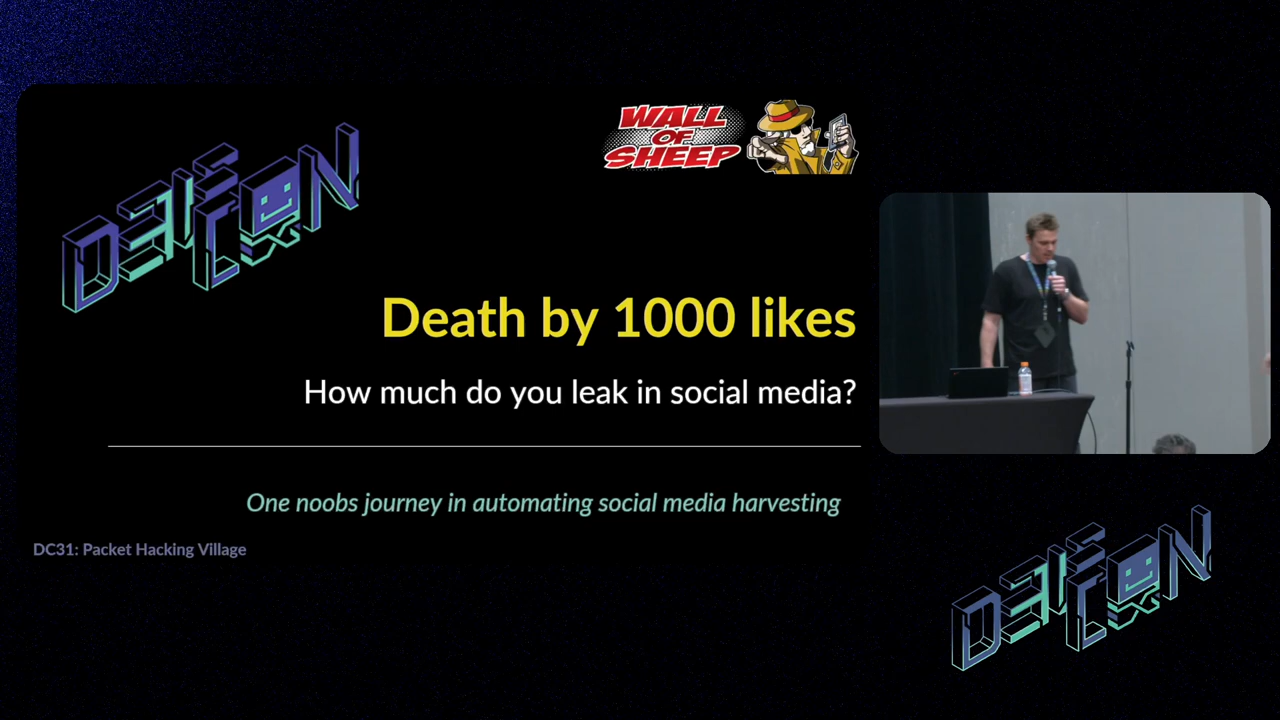 DEF CON
WALL
OF
SHEEP
Death by 1000 likes
How much do you leak in social media?
One noobs journey in automating social media harvesting
DC31: Packet Hacking Village
DEF CON